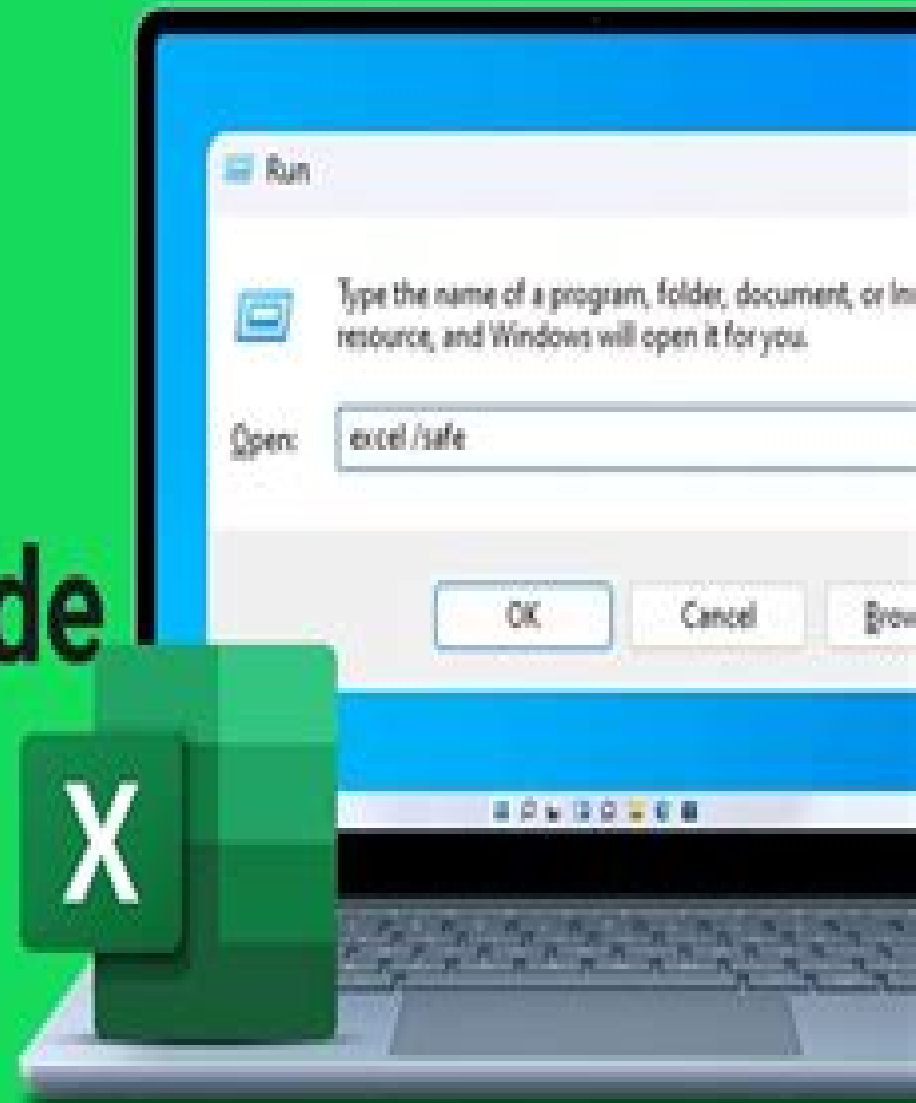 Run
Type the name of a program, folder, document, or In
resource, and Windows will open it for you.
Open:
excel /safe
OK
Cancel
Brow
de
X